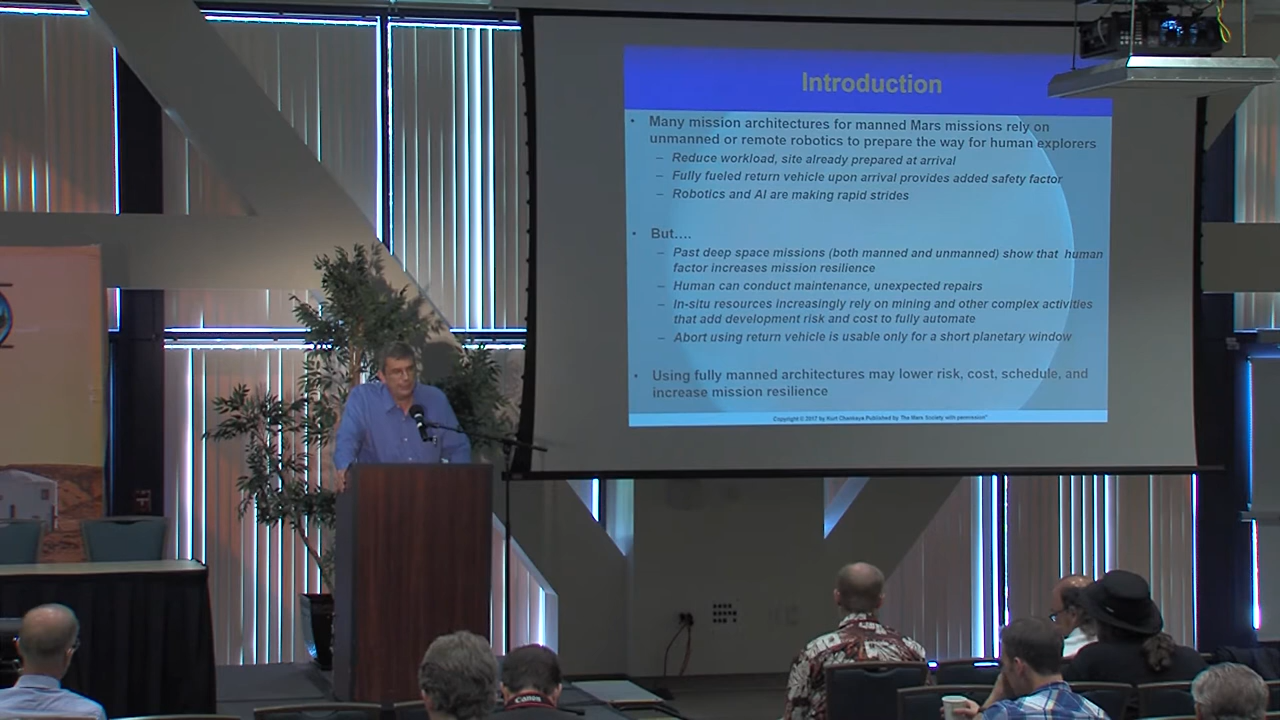 Introduction
• Many mission architectures for manned Mars missions rely on
unmanned or remote robotics to prepare the way for human explorers
– Reduce workload, site already prepared at arrival
– Fully fueled return vehicle upon arrival provides added safety factor
– Robotics and AI are making rapid strides
• But....
– Past deep space missions (both manned and unmanned) show that human
factor increases mission resilience
– Human can conduct maintenance, unexpected repairs
– In-situ resources increasingly rely on mining and other complex activities
that add development risk and cost to fully automate
– Abort using return vehicle is usable only for a short planetary window
• Using fully manned architectures may lower risk, cost, schedule, and
increase mission resilience
Copyright © 2017 by Kurt Published by The Mars Society with permission"
Canon